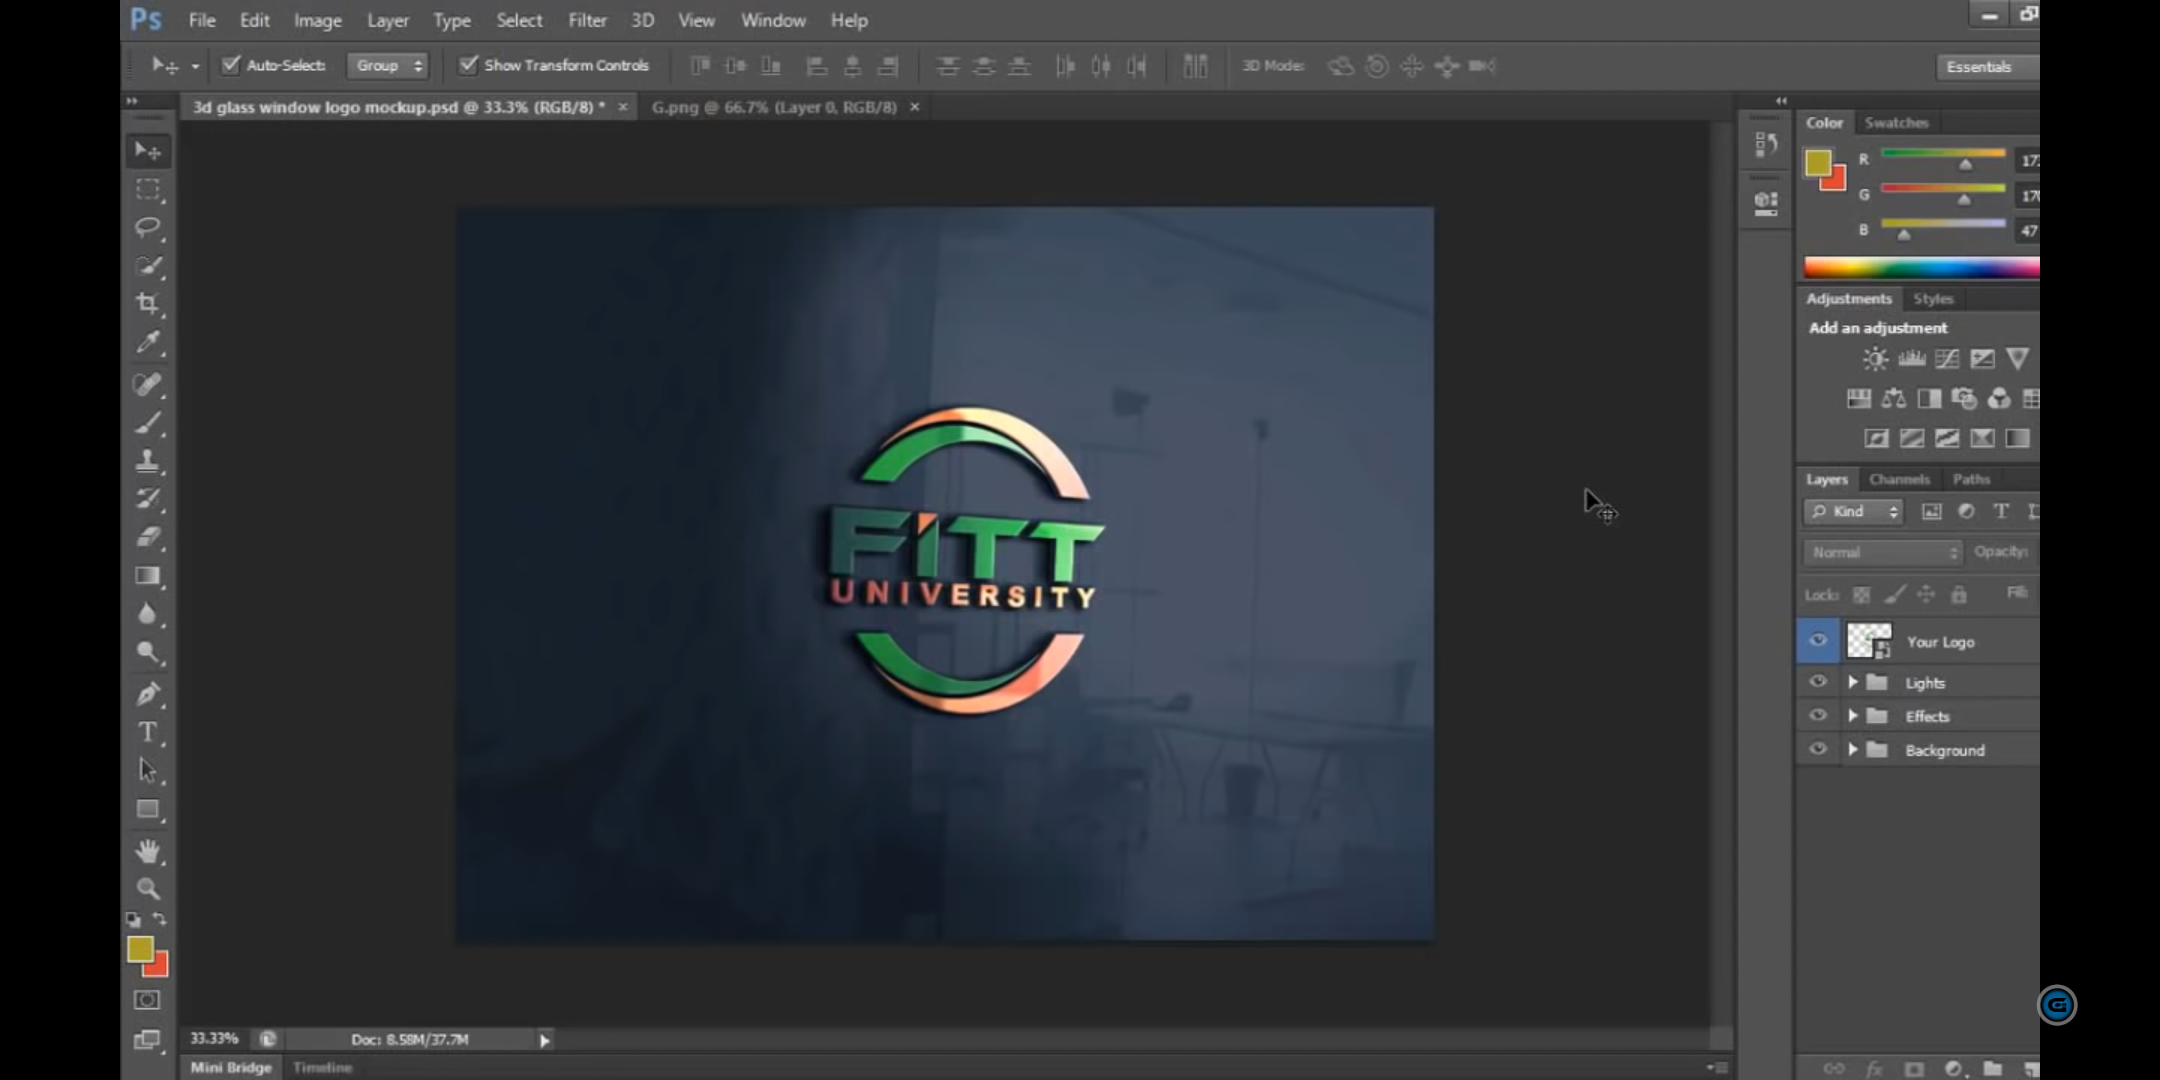 Ps File Edit Image Layer Type Select Filter 3D View Window Help
Auto-Select: Group Show Transform Controls 3D Mode: Essentials
3d glass window logo mockup.psd @ 33.3% (RGB/8) * × G.png @ 66.7% (Layer 0, RGB/8) ×
Color Swatches
R
G
B 47
Adjustments Styles
Add an adjustment
Layers Channels Paths
Kind
Normal Opacity:
Lock: Fill:
Your Logo
Lights
Effects
Background
FITT
UNIVERSITY
33.33% Doc: 8.58M/37.7M
Mini Bridge Timeline